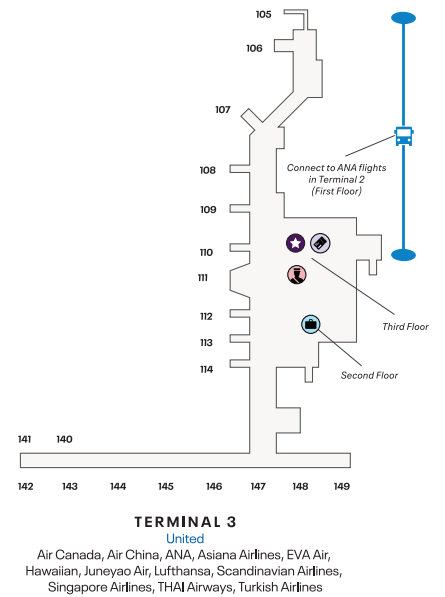 105
106
107
108
109
110
111
112
113
114
Connect to ANA flights
in Terminal 2
(First Floor)
Third Floor
Second Floor
141 140
142 143 144 145 146 147 148 149
TERMINAL 3
United
Air Canada, Air China, ANA, Asiana Airlines, EVA Air,
Hawaiian, Juneyao Air, Lufthansa, Scandinavian Airlines,
Singapore Airlines, THAI Airways, Turkish Airlines